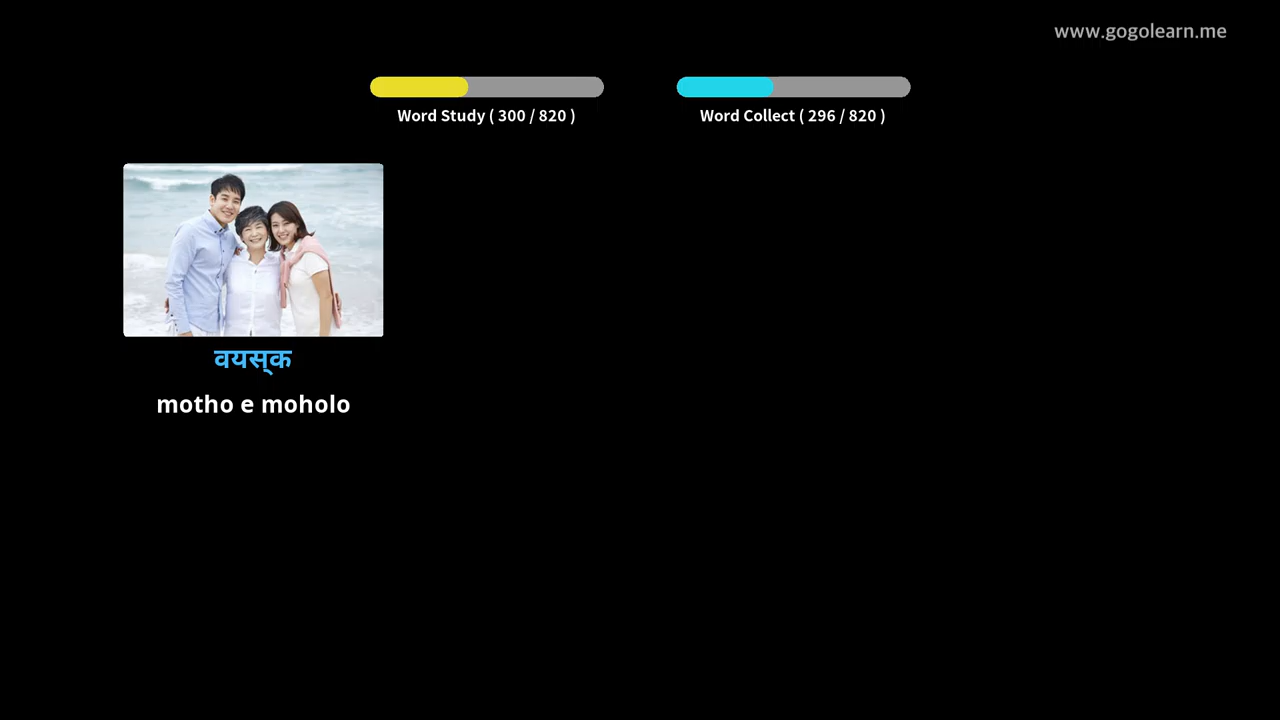 www.gogolearn.me
Word Study ( 300 / 820 )
Word Collect ( 296 / 820 )
वयस्‌क
motho e moholo